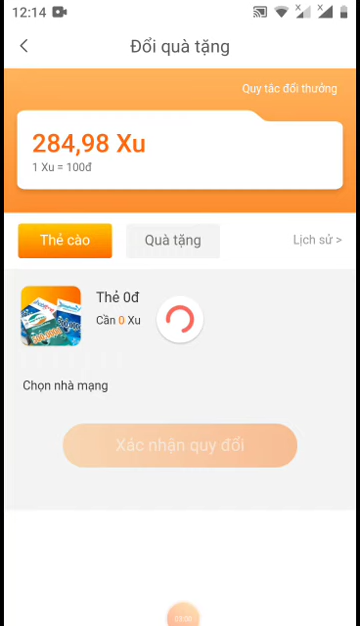 12:14
Đổi quà tặng
Quy tắc đổi thưởng
284,98 Xu
1 Xu = 100đ
Thẻ cào
Quà tặng
Lịch sử >
Thẻ 0đ
Cần 0 Xu
Chọn nhà mạng
Xác nhận quy đổi